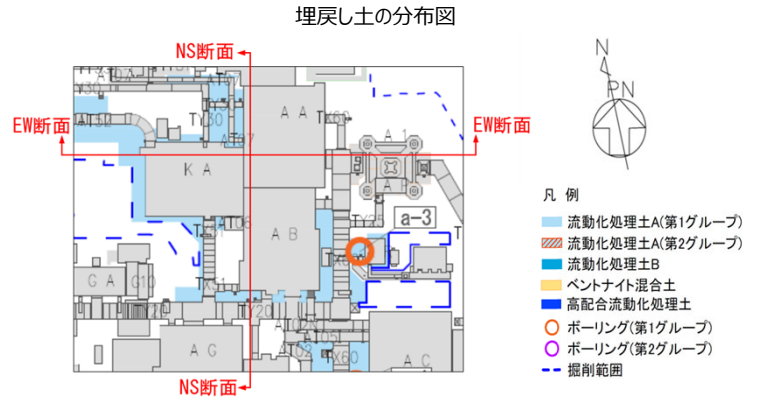 埋戻し土の分布図
NS断面
N
PN
EW断面
EW断面
A A
TY30
A 1
K A
a-3
A B
G A
G10
TY20
A G
TX60
A C
NS断面
凡 例
流動化処理土A(第1グループ)
流動化処理土A(第2グループ)
流動化処理土B
ベントナイト混合土
高配合流動化処理土
ボーリング(第1グループ)
ボーリング(第2グループ)
掘削範囲